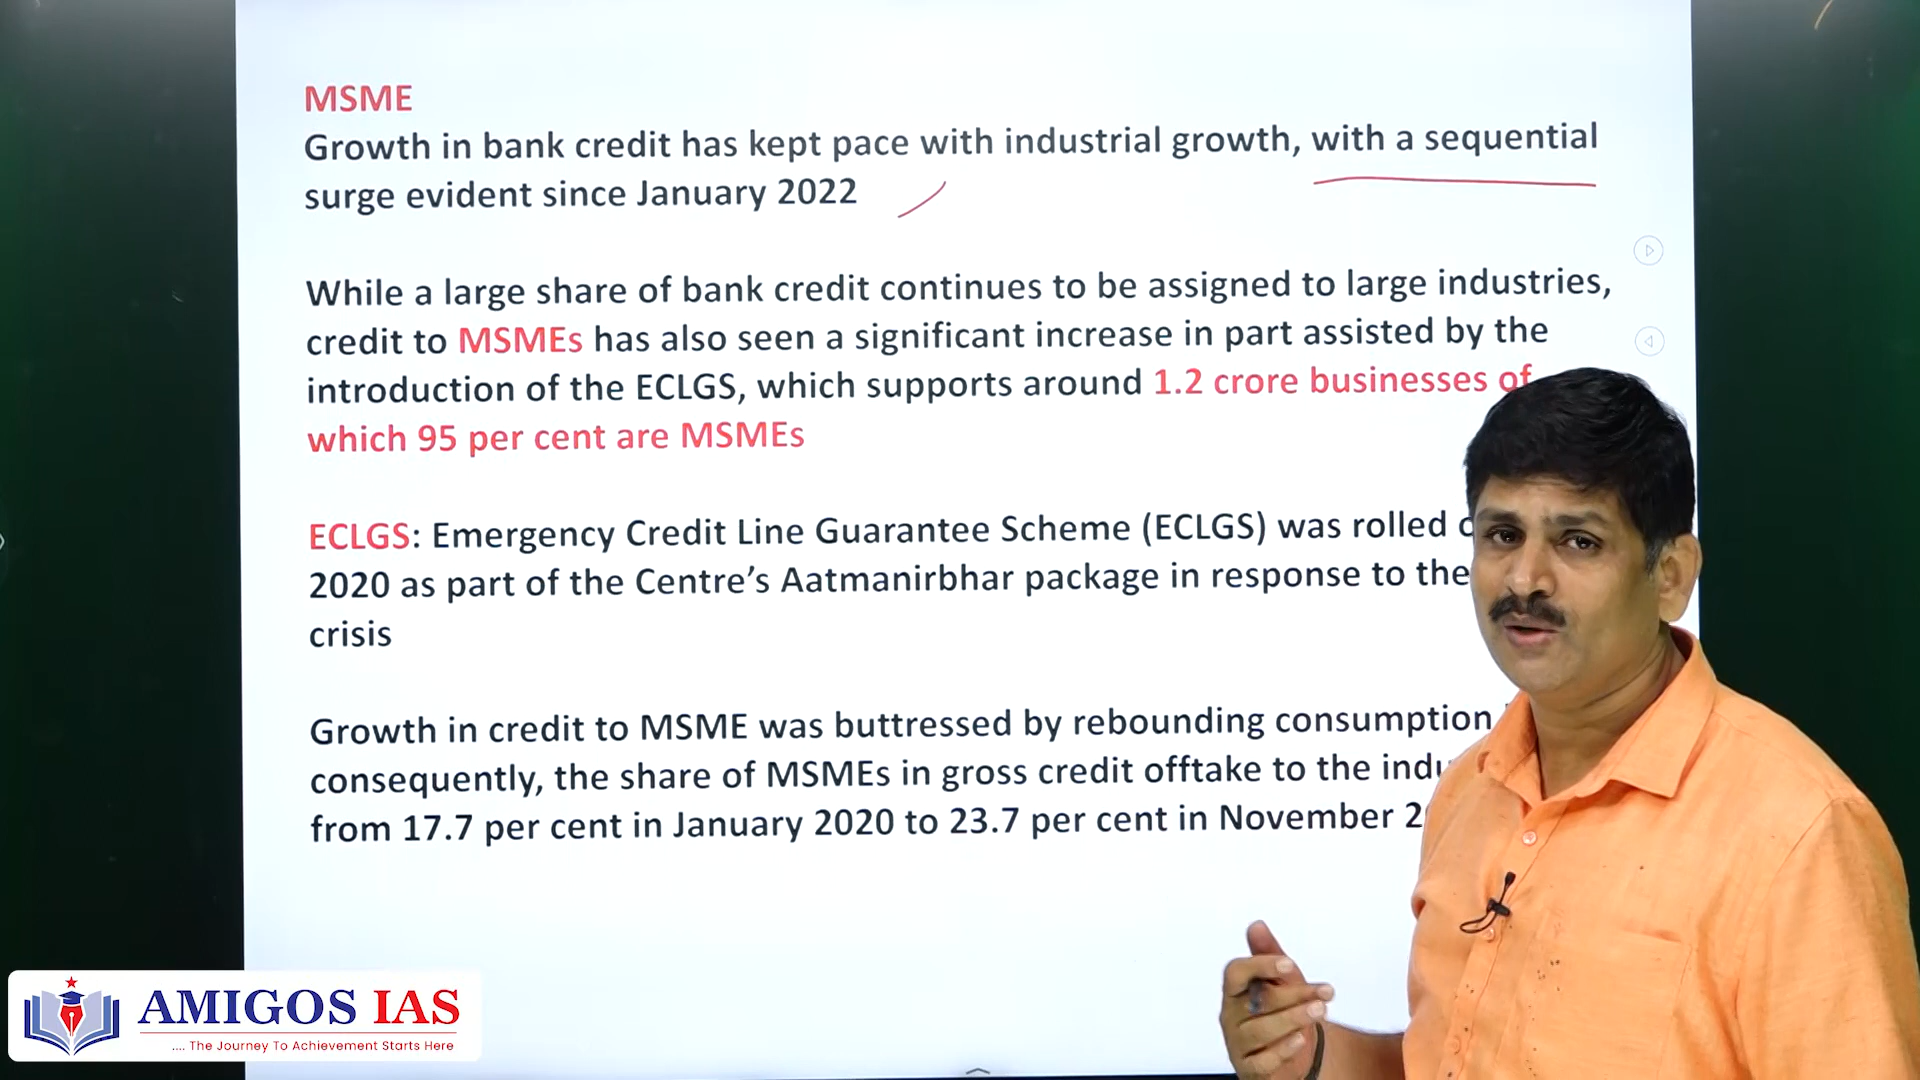 MSME
Growth in bank credit has kept pace with industrial growth, with a sequential
surge evident since January 2022
While a large share of bank credit continues to be assigned to large industries,
credit to MSMEs has also seen a significant increase in part assisted by the
introduction of the ECLGS, which supports around 1.2 crore businesses of
which 95 per cent are MSMEs
ECLGS: Emergency Credit Line Guarantee Scheme (ECLGS) was rolled
2020 as part of the Centre’s Aatmanirbhar package in response to the
crisis
Growth in credit to MSME was buttressed by rebounding consumption
consequently, the share of MSMEs in gross credit offtake to the
from 17.7 per cent in January 2020 to 23.7 per cent in November
AMIGOS IAS
.... The Journey To Achievement Starts Here